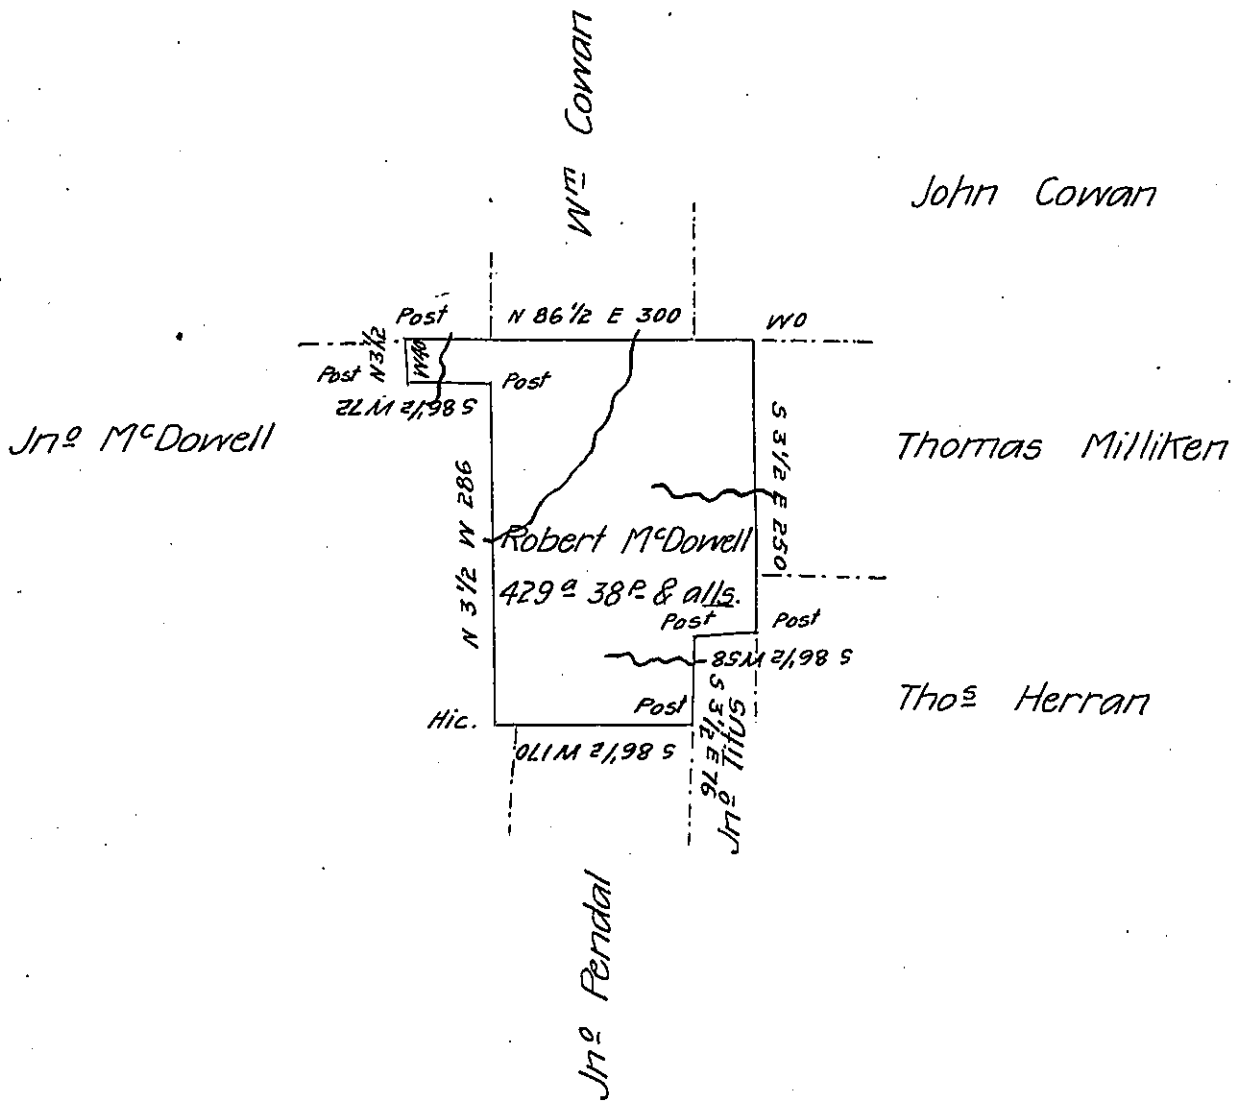 Wm Cowan
John Cowan
Post N 86 1/2 E 300 WO
N 3 1/2
W 40
Post
Post
S 86 1/2 W 72
Jno McDowell
S 3 1/2 E 250
Thomas Milliken
N 3 1/2 W 286
Robert McDowell
429a 38p & alls.
Post Post
S 86 1/2 W 58
Thos Herran
Hic.
Post
S 3 1/2 E 76
Jno Titus
S 86 1/2 W 170
Jno Pendal